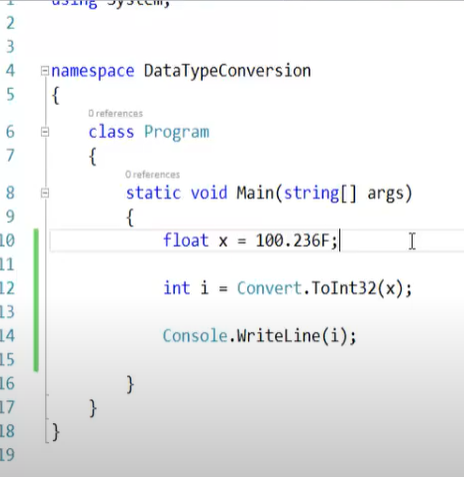 using System;
2
3
4 namespace DataTypeConversion
5 {
0 references
6 class Program
7 {
0 references
8 static void Main(string[] args)
9 {
10 float x = 100.236F;
11
12 int i = Convert.ToInt32(x);
13
14 Console.WriteLine(i);
15
16 }
17 }
18 }
19